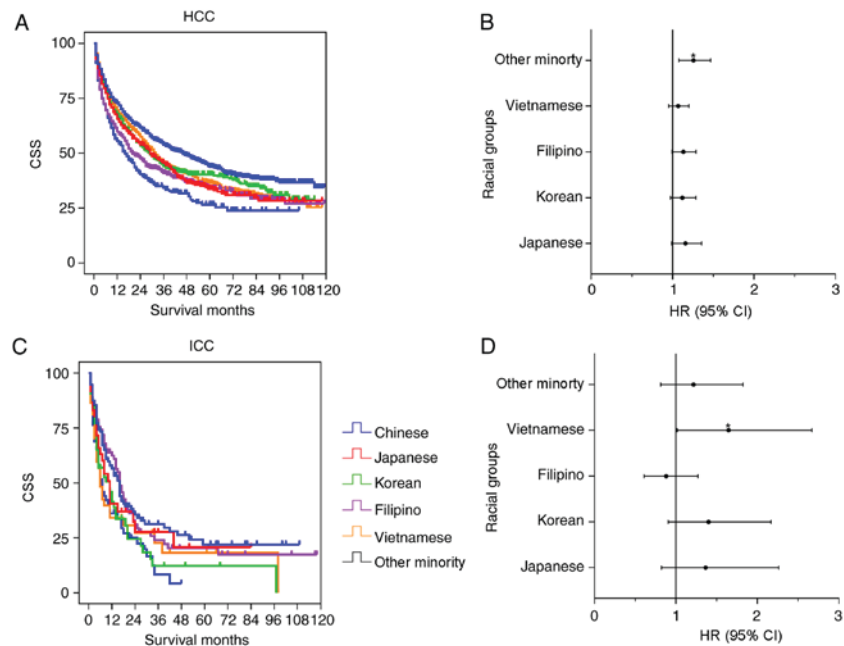 A
HCC
100
75
50
25
0
CSS
0 12 24 36 48 60 72 84 96 108 120
Survival months
B
Other minorty
*
Vietnamese
Filipino
Korean
Japanese
Racial groups
0 1 2 3
HR (95% CI)
C
ICC
100
75
50
25
0
CSS
0 12 24 36 48 60 72 84 96 108 120
Survival months
Chinese
Japanese
Korean
Filipino
Vietnamese
Other minority
D
Other minorty
Vietnamese
*
Filipino
Korean
Japanese
Racial groups
0 1 2 3
HR (95% CI)